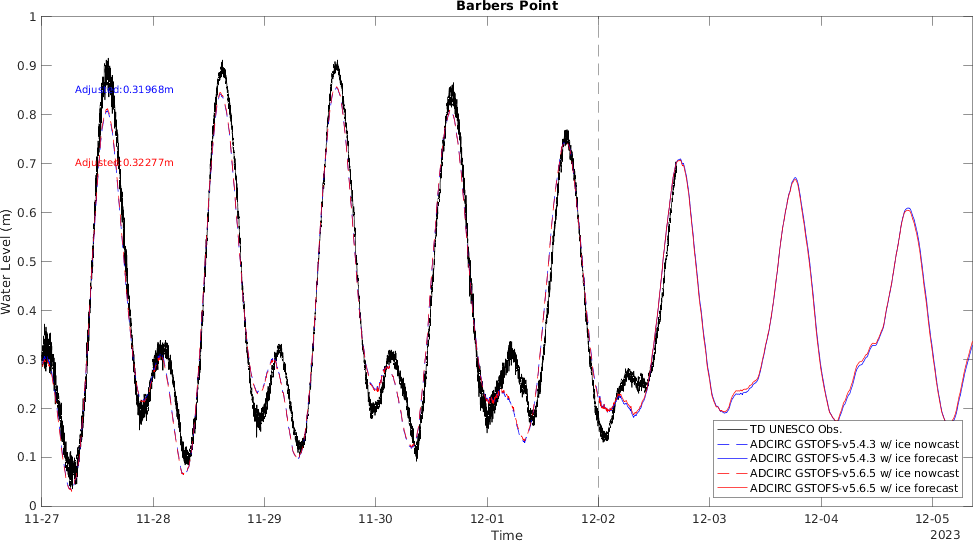 Barbers Point
1
0.9
0.8
0.7
0.6
0.5
0.4
0.3
0.2
0.1
0
Water Level (m)
Adjusted:0.31968m
Adjusted:0.32277m
TD UNESCO Obs.
ADCIRC GSTOFS-v5.4.3 w/ ice nowcast
ADCIRC GSTOFS-v5.4.3 w/ ice forecast
ADCIRC GSTOFS-v5.6.5 w/ ice nowcast
ADCIRC GSTOFS-v5.6.5 w/ ice forecast
11-27 11-28 11-29 11-30 12-01 12-02 12-03 12-04 12-05
Time
2023